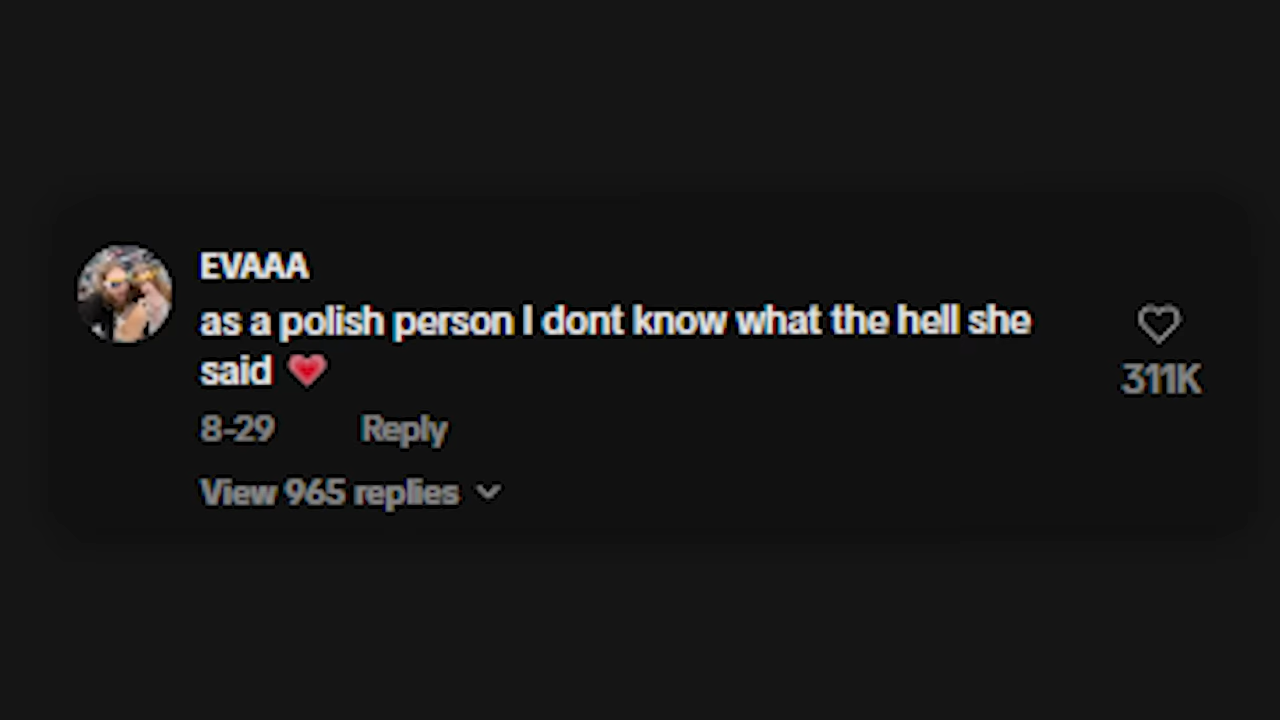 EVAAA
as a polish person I dont know what the hell she
said 💗
311K
8-29 Reply
View 965 replies